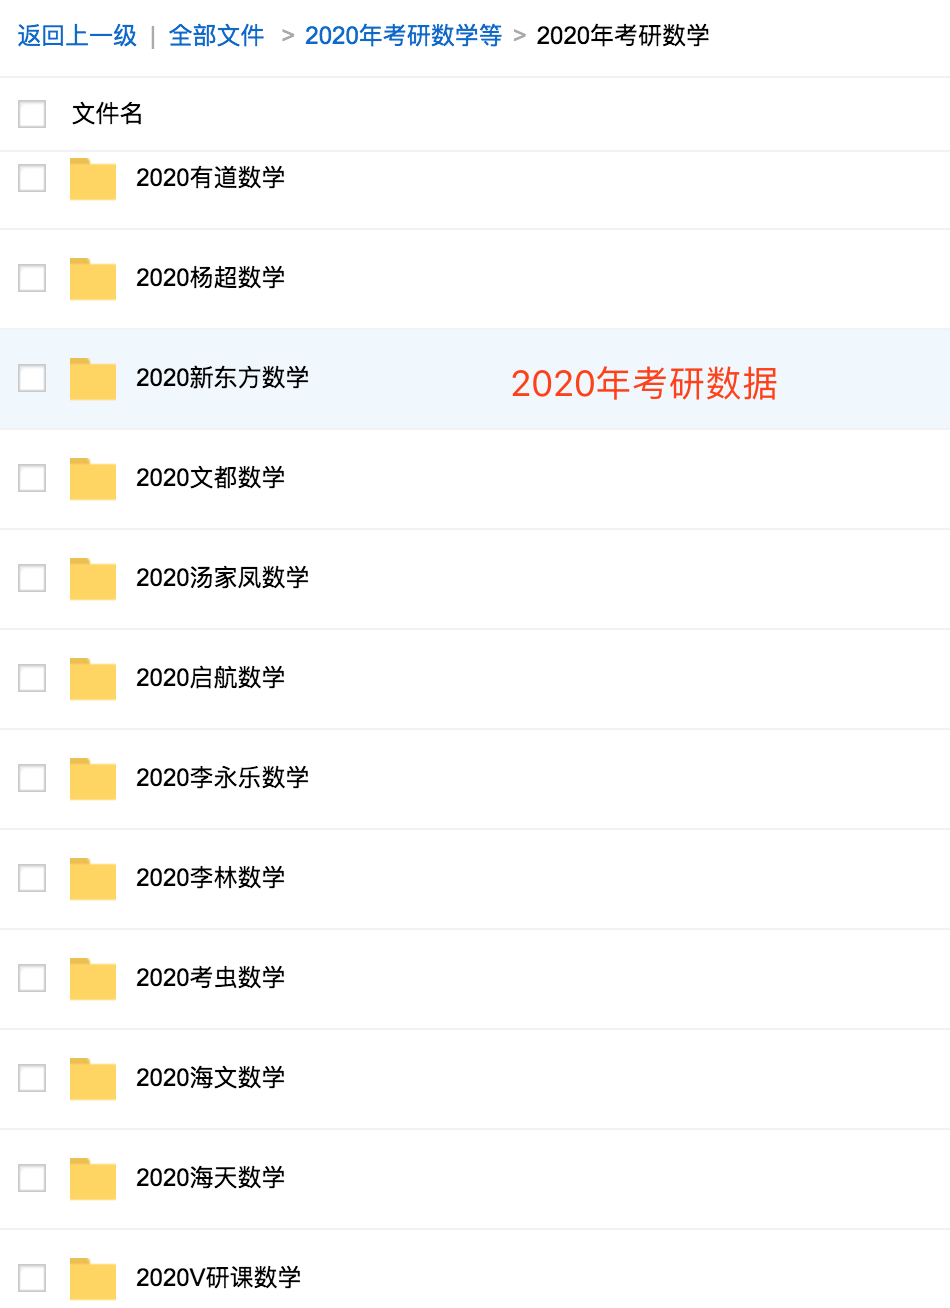 返回上一级 | 全部文件 > 2020年考研数学等 > 2020年考研数学
文件名
2020有道数学
2020杨超数学
2020新东方数学 2020年考研数据
2020文都数学
2020汤家凤数学
2020启航数学
2020李永乐数学
2020李林数学
2020考虫数学
2020海文数学
2020海天数学
2020V研课数学